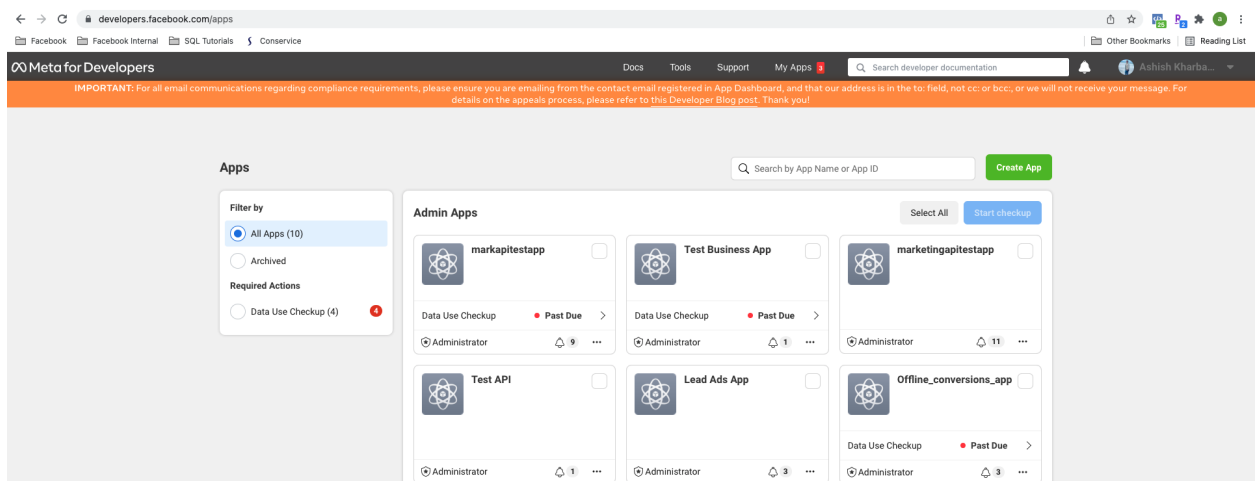 developers.facebook.com/apps
25
2
a
Facebook Facebook Internal SQL Tutorials Conservice Other Bookmarks Reading List
Meta for Developers Docs Tools Support My Apps 3 Search developer documentation Ashish Kharba...
IMPORTANT: For all email communications regarding compliance requirements, please ensure you are emailing from the contact email registered in App Dashboard, and that our address is in the to: field, not cc: or bcc:, or we will not receive your message. For
details on the appeals process, please refer to this Developer Blog post. Thank you!
Apps Search by App Name or App ID Create App
Filter by
All Apps (10)
Archived
Required Actions
Data Use Checkup (4) 4
Admin Apps Select All Start checkup
markapitestapp Test Business App marketingapitestapp
Data Use Checkup Past Due Data Use Checkup Past Due
Administrator 9 Administrator 1 Administrator 11
Test API Lead Ads App Offline_conversions_app
Data Use Checkup Past Due
Administrator 1 Administrator 3 Administrator 3